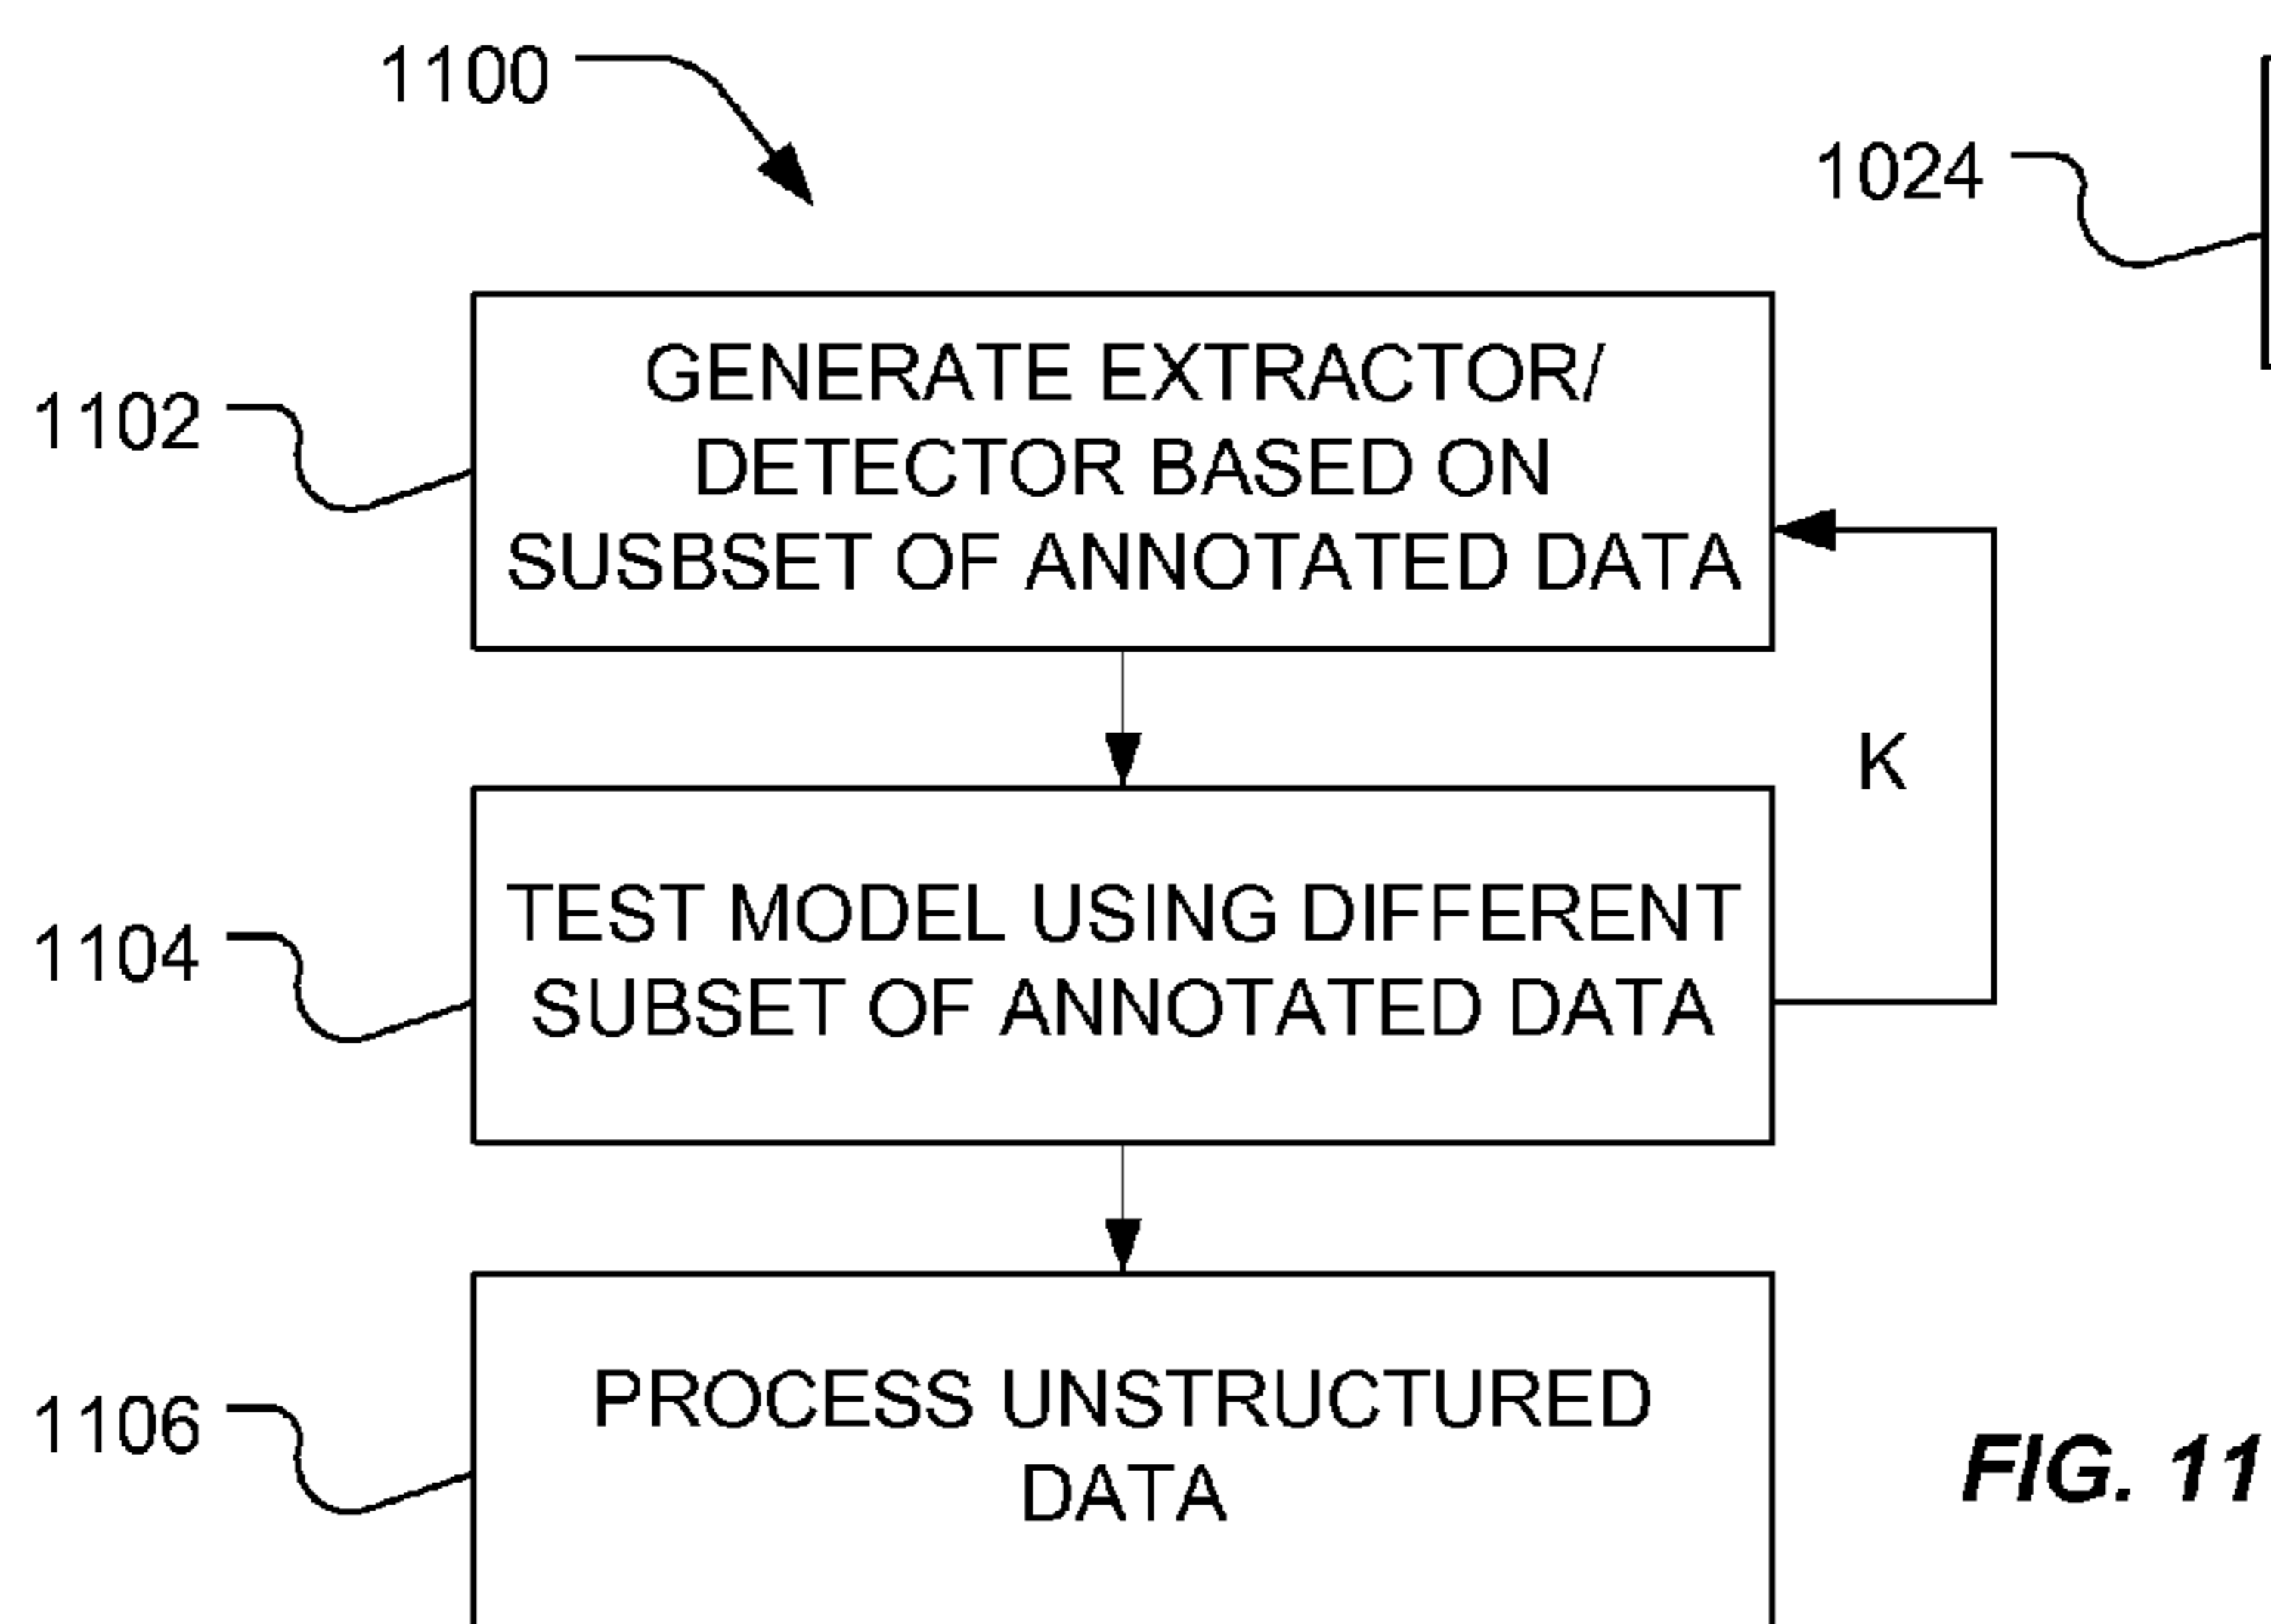 1100
1024
1102
GENERATE EXTRACTOR/
DETECTOR BASED ON
SUSBSET OF ANNOTATED DATA
K
1104
TEST MODEL USING DIFFERENT
SUBSET OF ANNOTATED DATA
1106
PROCESS UNSTRUCTURED
DATA
FIG. 11